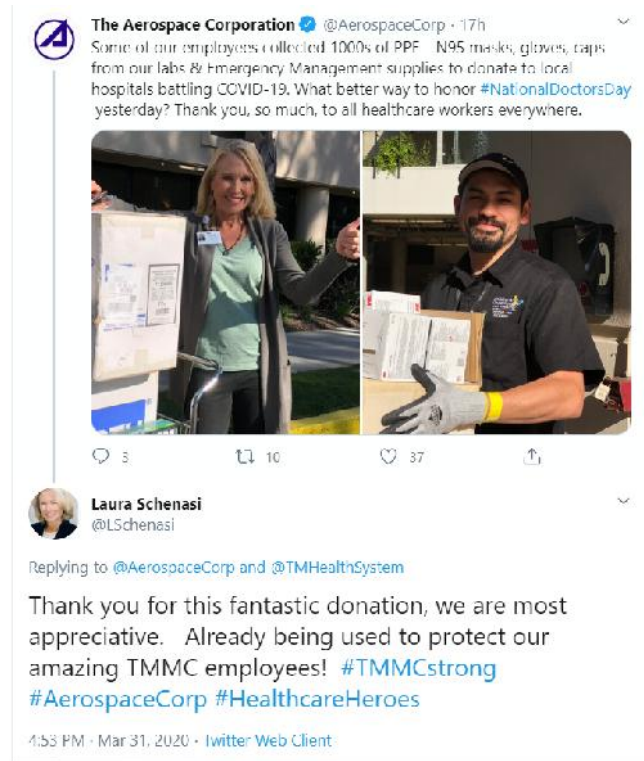 The Aerospace Corporation @AerospaceCorp · 17h
Some of our employees collected 1000s of PPE N95 masks, gloves, caps
from our labs & Emergency Management supplies to donate to local
hospitals battling COVID-19. What better way to honor #NationalDoctorsDay
yesterday? Thank you, so much, to all healthcare workers everywhere.
3 10 37
Laura Schenasi
@LSchenasi
Replying to @AerospaceCorp and @TMHealthSystem
Thank you for this fantastic donation, we are most
appreciative. Already being used to protect our
amazing TMMC employees! #TMMCstrong
#AerospaceCorp #HealthcareHeroes
4:53 PM · Mar 31, 2020 · Twitter Web Client